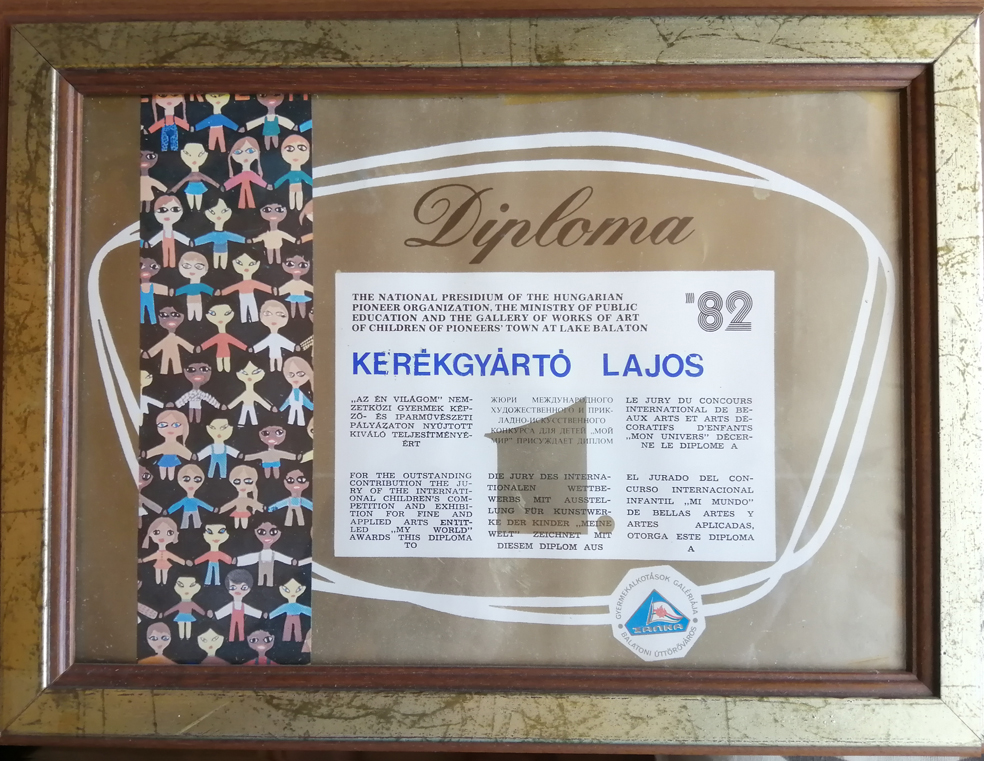 Diploma
THE NATIONAL PRESIDIUM OF THE HUNGARIAN
PIONEER ORGANIZATION, THE MINISTRY OF PUBLIC
EDUCATION AND THE GALLERY OF WORKS OF ART
OF CHILDREN OF PIONEERS' TOWN AT LAKE BALATON
'82
KERÉKGYÁRTÓ LAJOS
„AZ ÉN VILÁGOM" NEM-
ZETKÖZI GYERMEK KÉP-
ZŐ- ÉS IPARMŰVÉSZETI
PÁLYÁZATON NYÚJTOTT
KIVÁLÓ TELJESÍTMÉNYÉ-
ÉRT
ЖЮРИ МЕЖДУНАРОДНОГО
ХУДОЖЕСТВЕННОГО И ПРИК-
ЛАДНО-ИСКУССТВЕННОГО
КОНКУРСА ДЛЯ ДЕТЕЙ „МОЙ
МИР" ПРИСУЖДАЕТ ДИПЛОМ
LE JURY DU CONCOURS
INTERNATIONAL DE BE-
AUX ARTS ET ARTS DÉ-
CORATIFS D'ENFANTS
„MON UNIVERS" DÉCER-
NE LE DIPLOME A
FOR THE OUTSTANDING
CONTRIBUTION THE JU-
RY OF THE INTERNATI-
ONAL CHILDREN'S COM-
PETITION AND EXHIBI-
TION FOR FINE AND
APPLIED ARTS ENTIT-
LED „MY WORLD"
AWARDS THIS DIPLOMA
TO
DIE JURY DES INTERNA-
TIONALEN WETTBE-
WERBS MIT AUSSTEL-
LUNG FÜR KUNSTWER-
KE DER KINDER „MEINE
WELT" ZEICHNET MIT
DIESEM DIPLOM AUS
EL JURADO DEL CON-
CURSO INTERNACIONAL
INFANTIL „MI MUNDO"
DE BELLAS ARTES Y
ARTES APLICADAS,
OTORGA ESTE DIPLOMA
A
GYERMEKALKOTÁSOK GALÉRIÁJA
ZÁNKA
BALATONI ÚTTÖRŐVÁROS